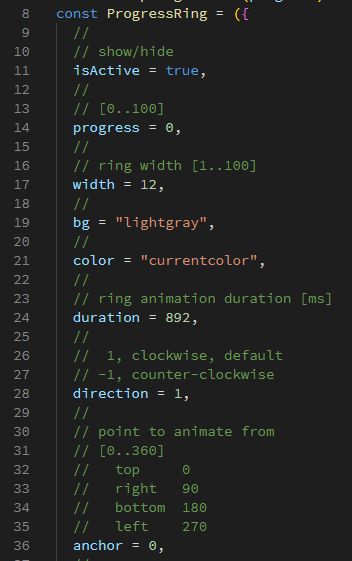 8 const ProgressRing = ({
9 //
10 // show/hide
11 isActive = true,
12 //
13 // [0..100]
14 progress = 0,
15 //
16 // ring width [1..100]
17 width = 12,
18 //
19 bg = "lightgray",
20 //
21 color = "currentcolor",
22 //
23 // ring animation duration [ms]
24 duration = 892,
25 //
26 //  1, clockwise, default
27 // -1, counter-clockwise
28 direction = 1,
29 //
30 // point to animate from
31 // [0..360]
32 //   top     0
33 //   right   90
34 //   bottom  180
35 //   left    270
36 anchor = 0,